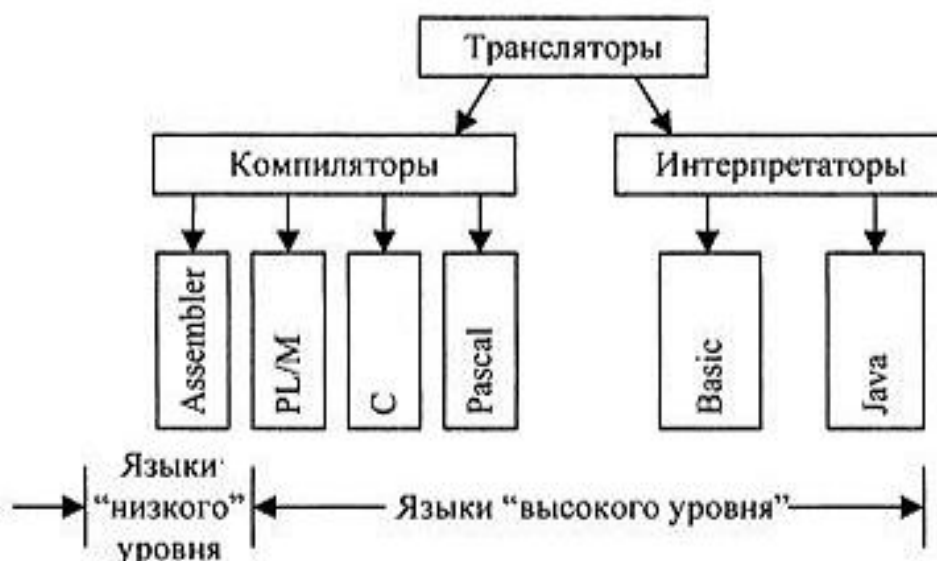 Трансляторы
Компиляторы
Интерпретаторы
Assembler
PL/M
C
Pascal
Basic
Java
Языки
“низкого”
уровня
Языки “высокого уровня”